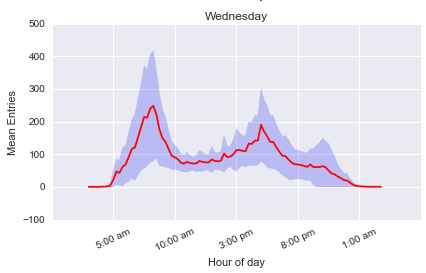 Wednesday
500
400
300
200
100
0
−100
Mean Entries
5:00 am
10:00 am
3:00 pm
8:00 pm
1:00 am
Hour of day